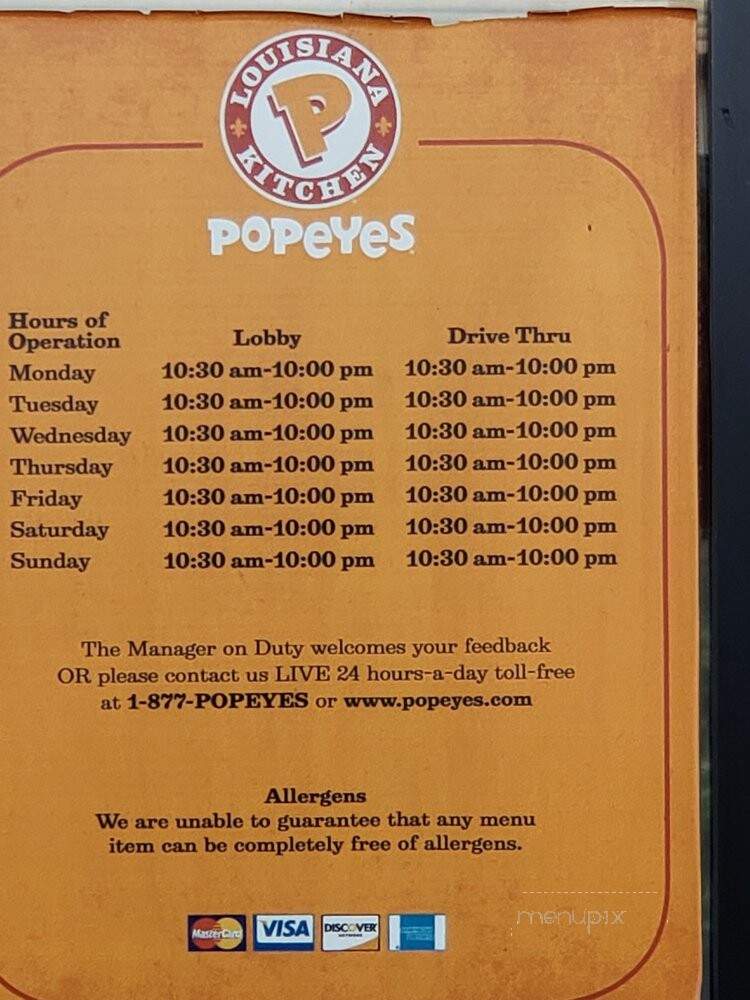 LOUISIANA
P
KITCHEN
POPEYES
Hours of
Operation Lobby Drive Thru
Monday 10:30 am-10:00 pm 10:30 am-10:00 pm
Tuesday 10:30 am-10:00 pm 10:30 am-10:00 pm
Wednesday 10:30 am-10:00 pm 10:30 am-10:00 pm
Thursday 10:30 am-10:00 pm 10:30 am-10:00 pm
Friday 10:30 am-10:00 pm 10:30 am-10:00 pm
Saturday 10:30 am-10:00 pm 10:30 am-10:00 pm
Sunday 10:30 am-10:00 pm 10:30 am-10:00 pm
The Manager on Duty welcomes your feedback
OR please contact us LIVE 24 hours-a-day toll-free
at 1-877-POPEYES or www.popeyes.com
Allergens
We are unable to guarantee that any menu
item can be completely free of allergens.
MasterCard VISA DISCOVER
NETWORK
menupix